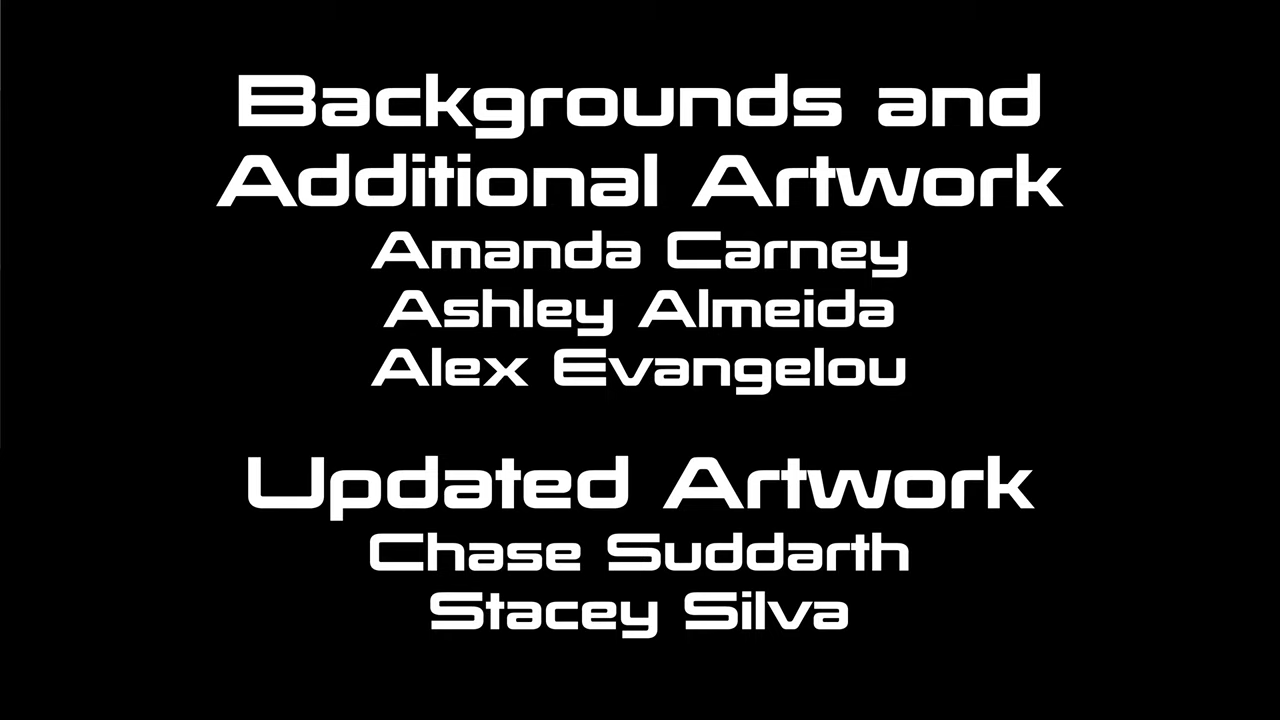 Backgrounds and
Additional Artwork
Amanda Carney
Ashley Almeida
Alex Evangelou
Updated Artwork
Chase Suddarth
Stacey Silva